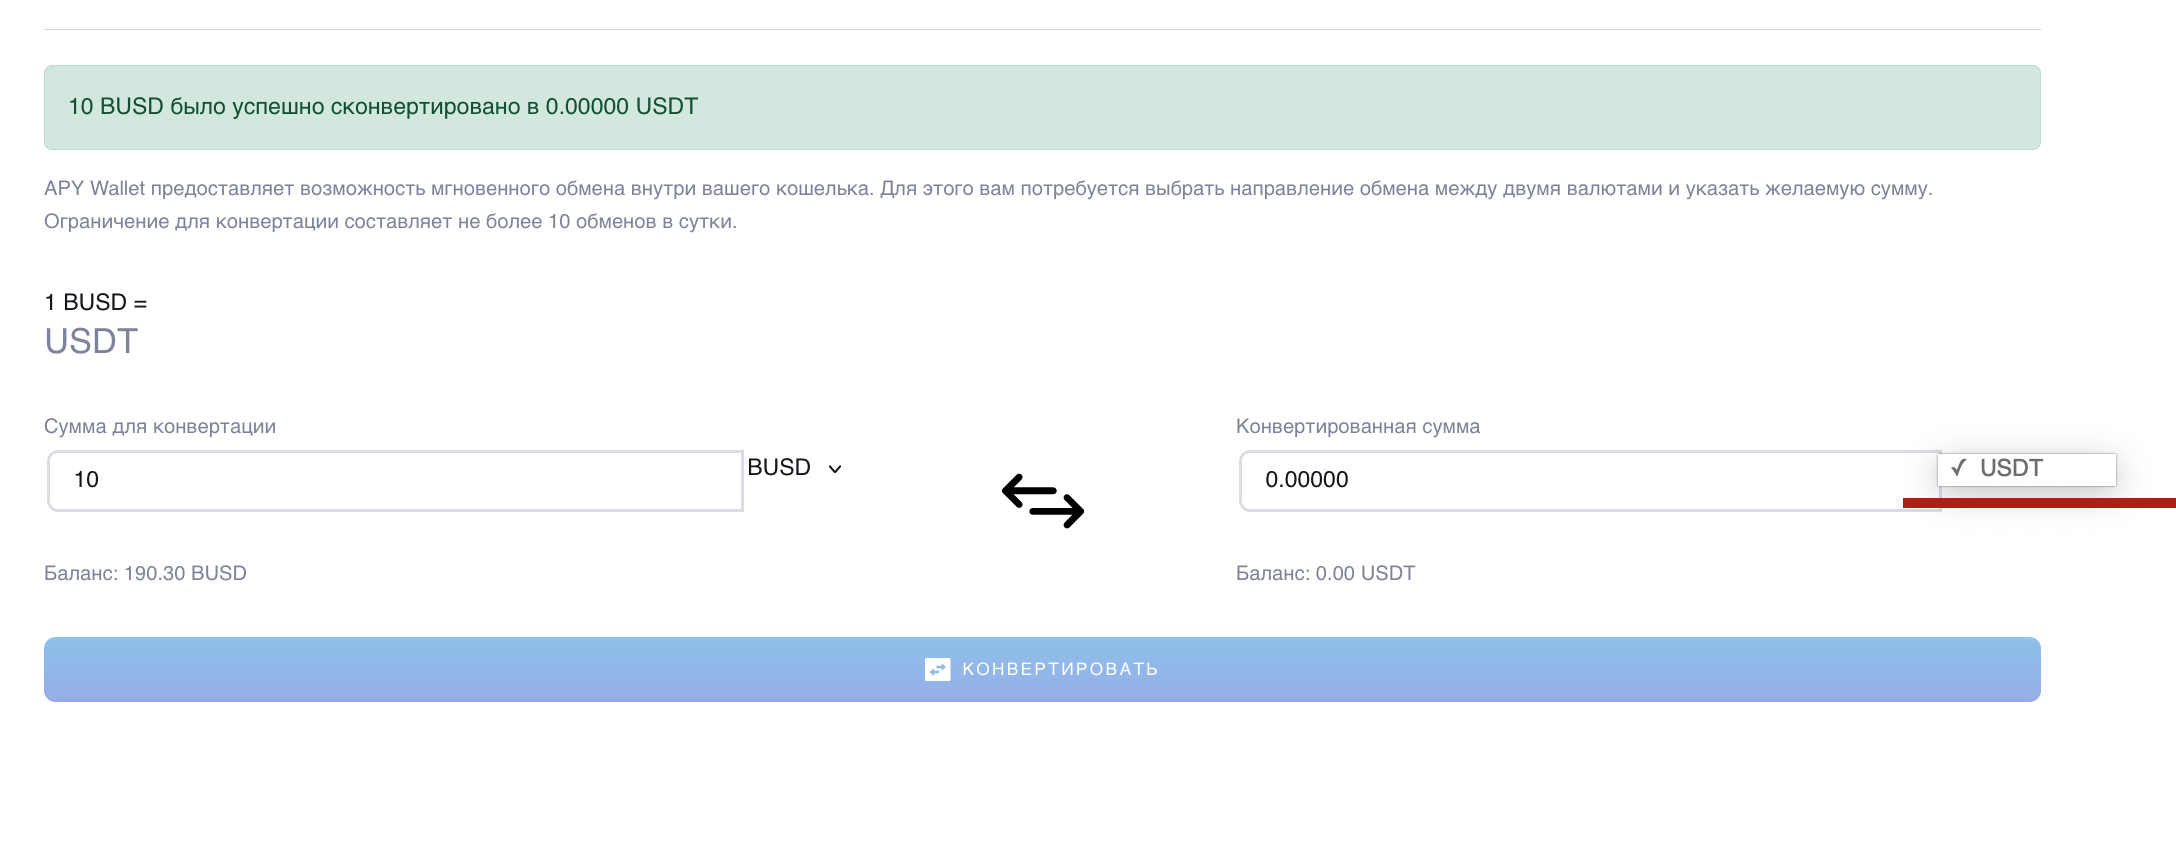 10 BUSD было успешно сконвертировано в 0.00000 USDT
APY Wallet предоставляет возможность мгновенного обмена внутри вашего кошелька. Для этого вам потребуется выбрать направление обмена между двумя валютами и указать желаемую сумму.
Ограничение для конвертации составляет не более 10 обменов в сутки.
1 BUSD =
USDT
Сумма для конвертации
10
BUSD
Конвертированная сумма
0.00000
✓ USDT
Баланс: 190.30 BUSD
Баланс: 0.00 USDT
КОНВЕРТИРОВАТЬ